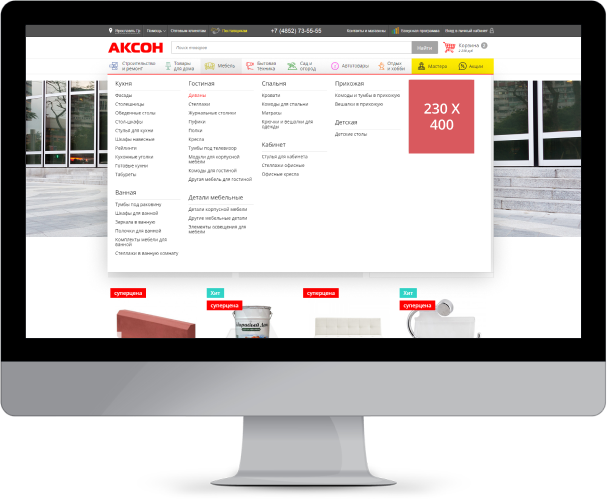 Ярославль
Помощь
Оптовым клиентам
Поставщикам
+7 (4852) 73-55-55
Контакты и магазины
Бонусная программа
Вход в личный кабинет
АКСОН
Поиск по товарам
Найти
Корзина
Строительство
и ремонт
Товары
для дома
Мебель
Бытовая
техника
Сад и
огород
Автотовары
Отдых
и хобби
Мастера
Акции
Кухня
Фасады
Столешницы
Обеденные столы
Стол-шкафы
Стулья для кухни
Шкафы навесные
Рейлинги
Кухонные уголки
Готовые кухни
Табуреты
Ванная
Тумбы под раковину
Шкафы для ванной
Зеркала в ванную
Полочки для ванной
Комплекты мебели для
ванной
Стеллажи в ванную комнату
Гостиная
Диваны
Стеллажи
Журнальные столики
Пуфики
Полки
Кресла
Тумбы под телевизор
Модули для корпусной
мебели
Комоды для гостиной
Другая мебель для гостиной
Детали мебельные
Детали корпусной мебели
Другие мебельные детали
Элементы освещения для
мебели
Спальня
Кровати
Комоды для спальни
Матрасы
Крючки и вешалки для
одежды
Кабинет
Стулья для кабинета
Стеллажи офисные
Офисные кресла
Прихожая
Комоды и тумбы в прихожую
Вешалки в прихожую
Детская
Детские столы
230 X
400
суперцена
Хит
суперцена
суперцена
Хит
суперцена